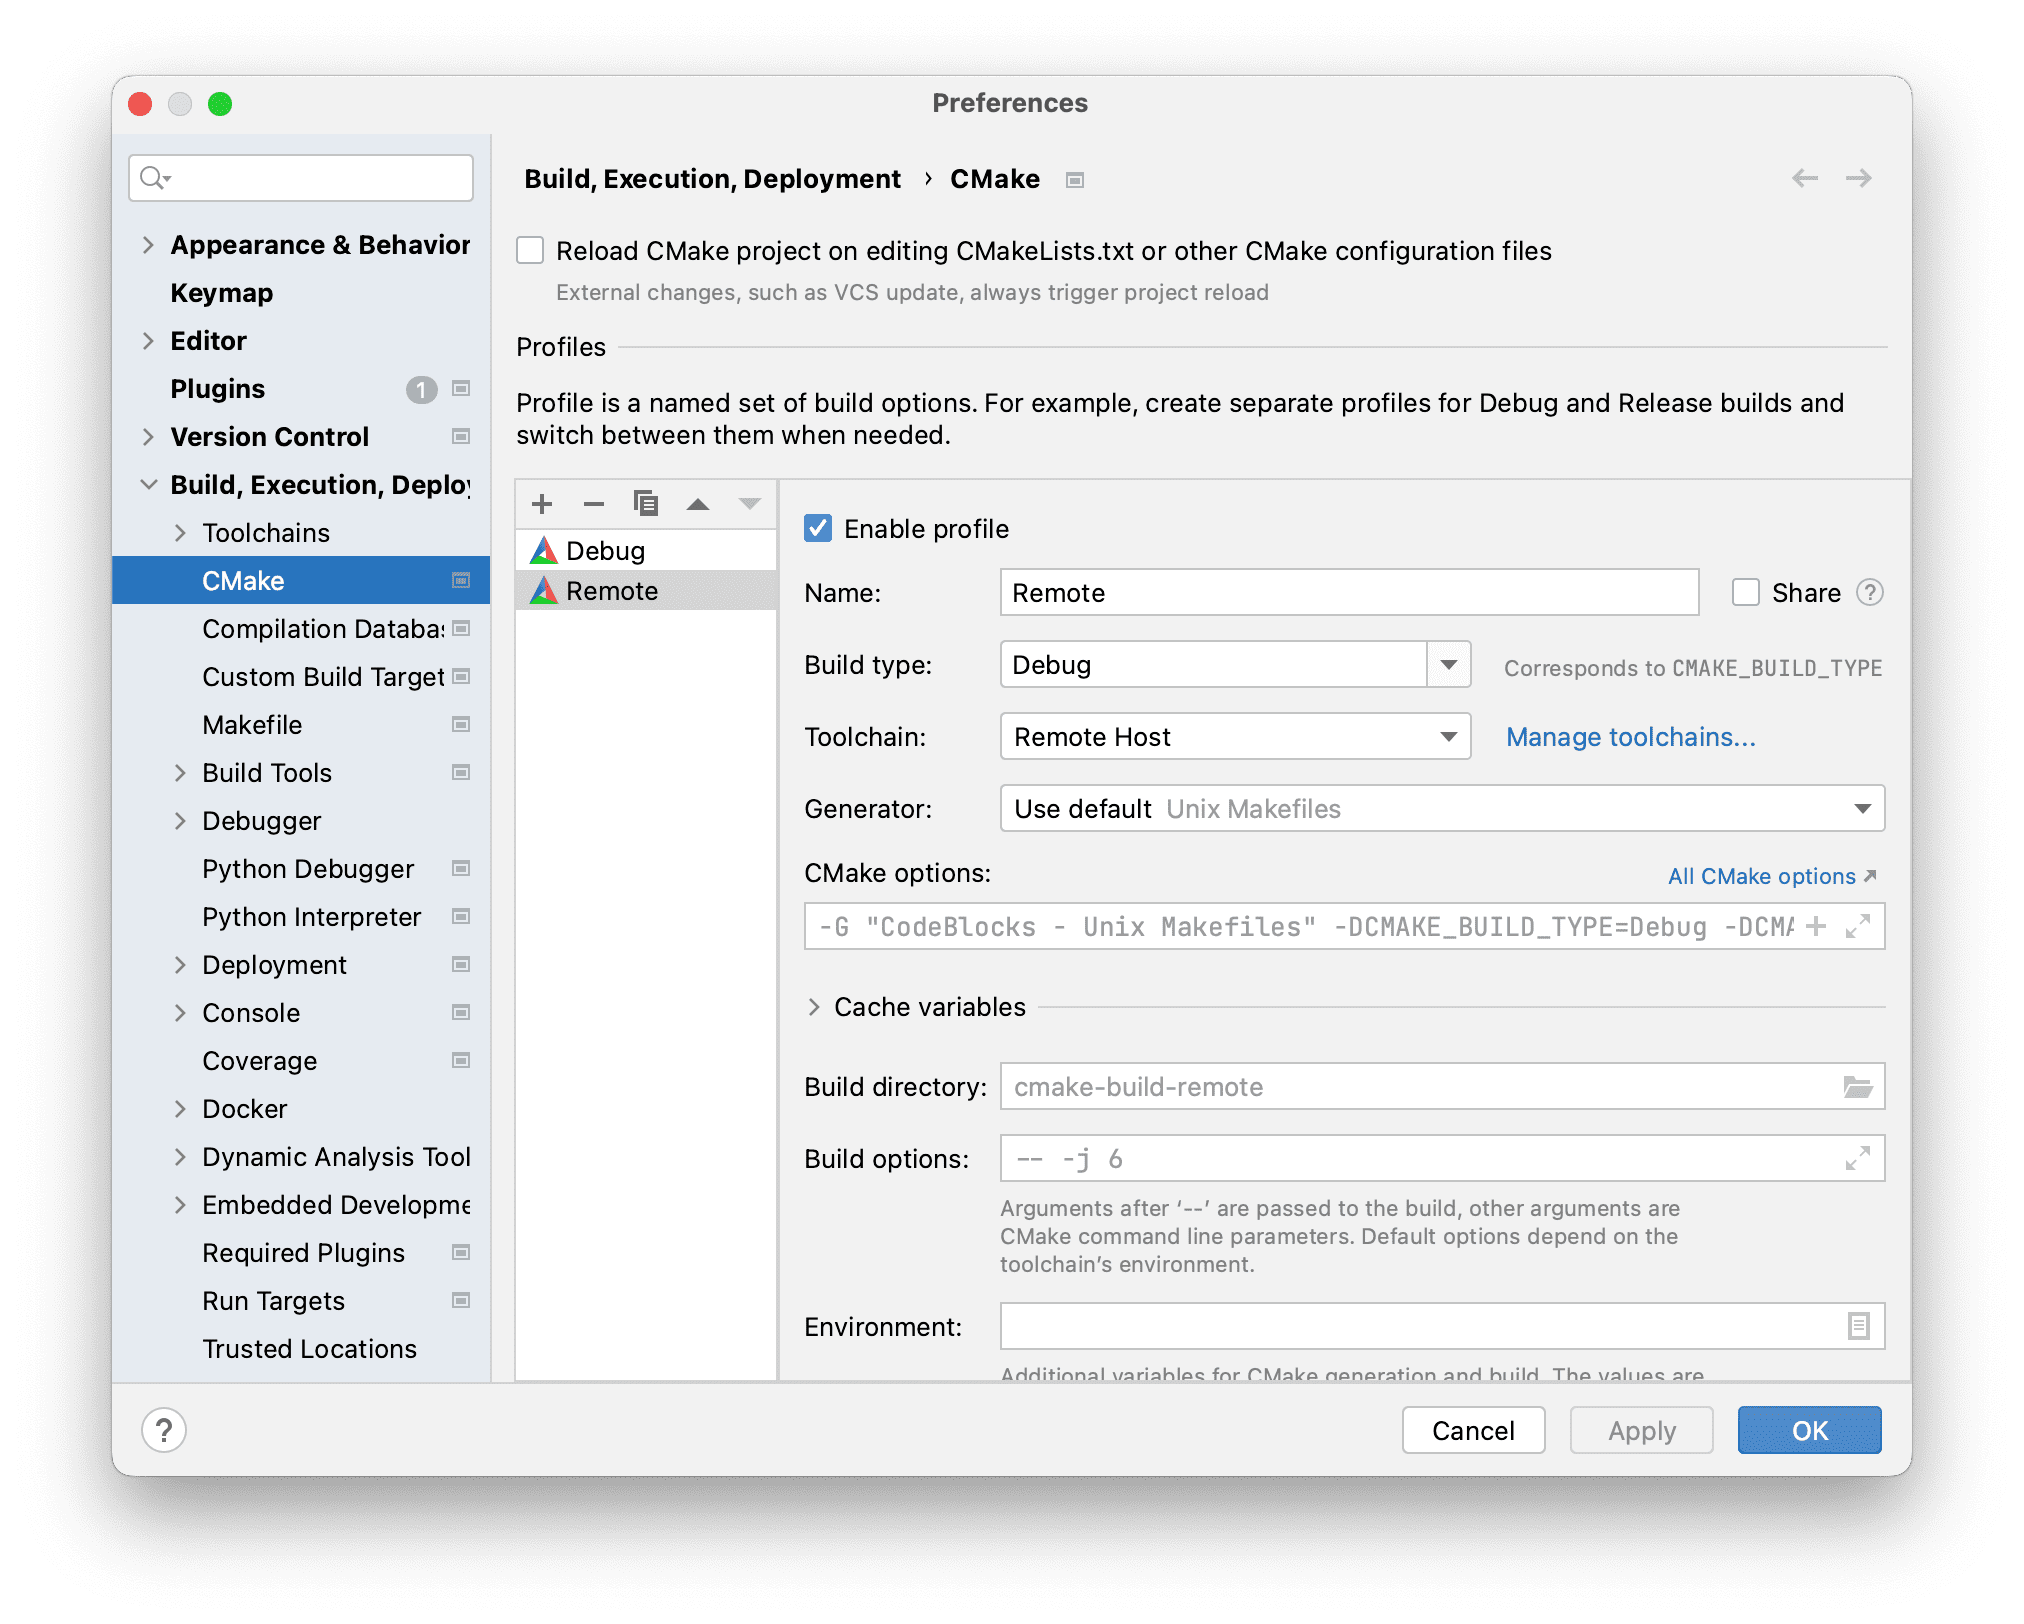 Preferences
Appearance & Behavior
Keymap
Editor
Plugins 1
Version Control
Build, Execution, Deploy
Toolchains
CMake
Compilation Databas
Custom Build Target
Makefile
Build Tools
Debugger
Python Debugger
Python Interpreter
Deployment
Console
Coverage
Docker
Dynamic Analysis Tool
Embedded Developme
Required Plugins
Run Targets
Trusted Locations
Build, Execution, Deployment › CMake
Reload CMake project on editing CMakeLists.txt or other CMake configuration files
External changes, such as VCS update, always trigger project reload
Profiles
Profile is a named set of build options. For example, create separate profiles for Debug and Release builds and
switch between them when needed.
Debug
Remote
Enable profile
Name: Remote Share ?
Build type: Debug Corresponds to CMAKE_BUILD_TYPE
Toolchain: Remote Host Manage toolchains...
Generator: Use default Unix Makefiles
CMake options: All CMake options ↗
-G "CodeBlocks - Unix Makefiles" -DCMAKE_BUILD_TYPE=Debug -DCMA
Cache variables
Build directory: cmake-build-remote
Build options: -- -j 6
Arguments after ‘--’ are passed to the build, other arguments are
CMake command line parameters. Default options depend on the
toolchain’s environment.
Environment:
Additional variables for CMake generation and build. The values are
? Cancel Apply OK